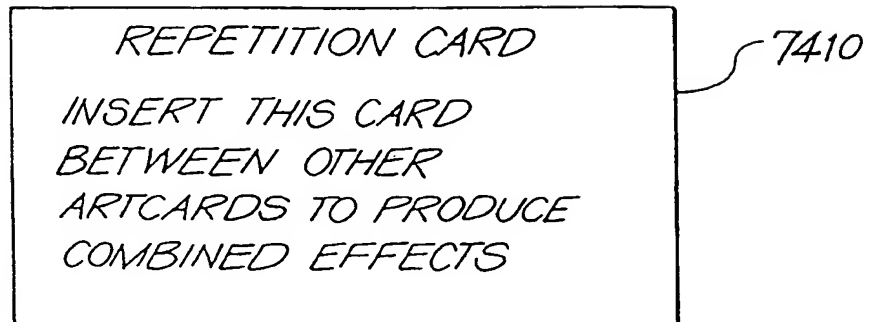 REPETITION CARD
7410
INSERT THIS CARD
BETWEEN OTHER
ARTCARDS TO PRODUCE
COMBINED EFFECTS